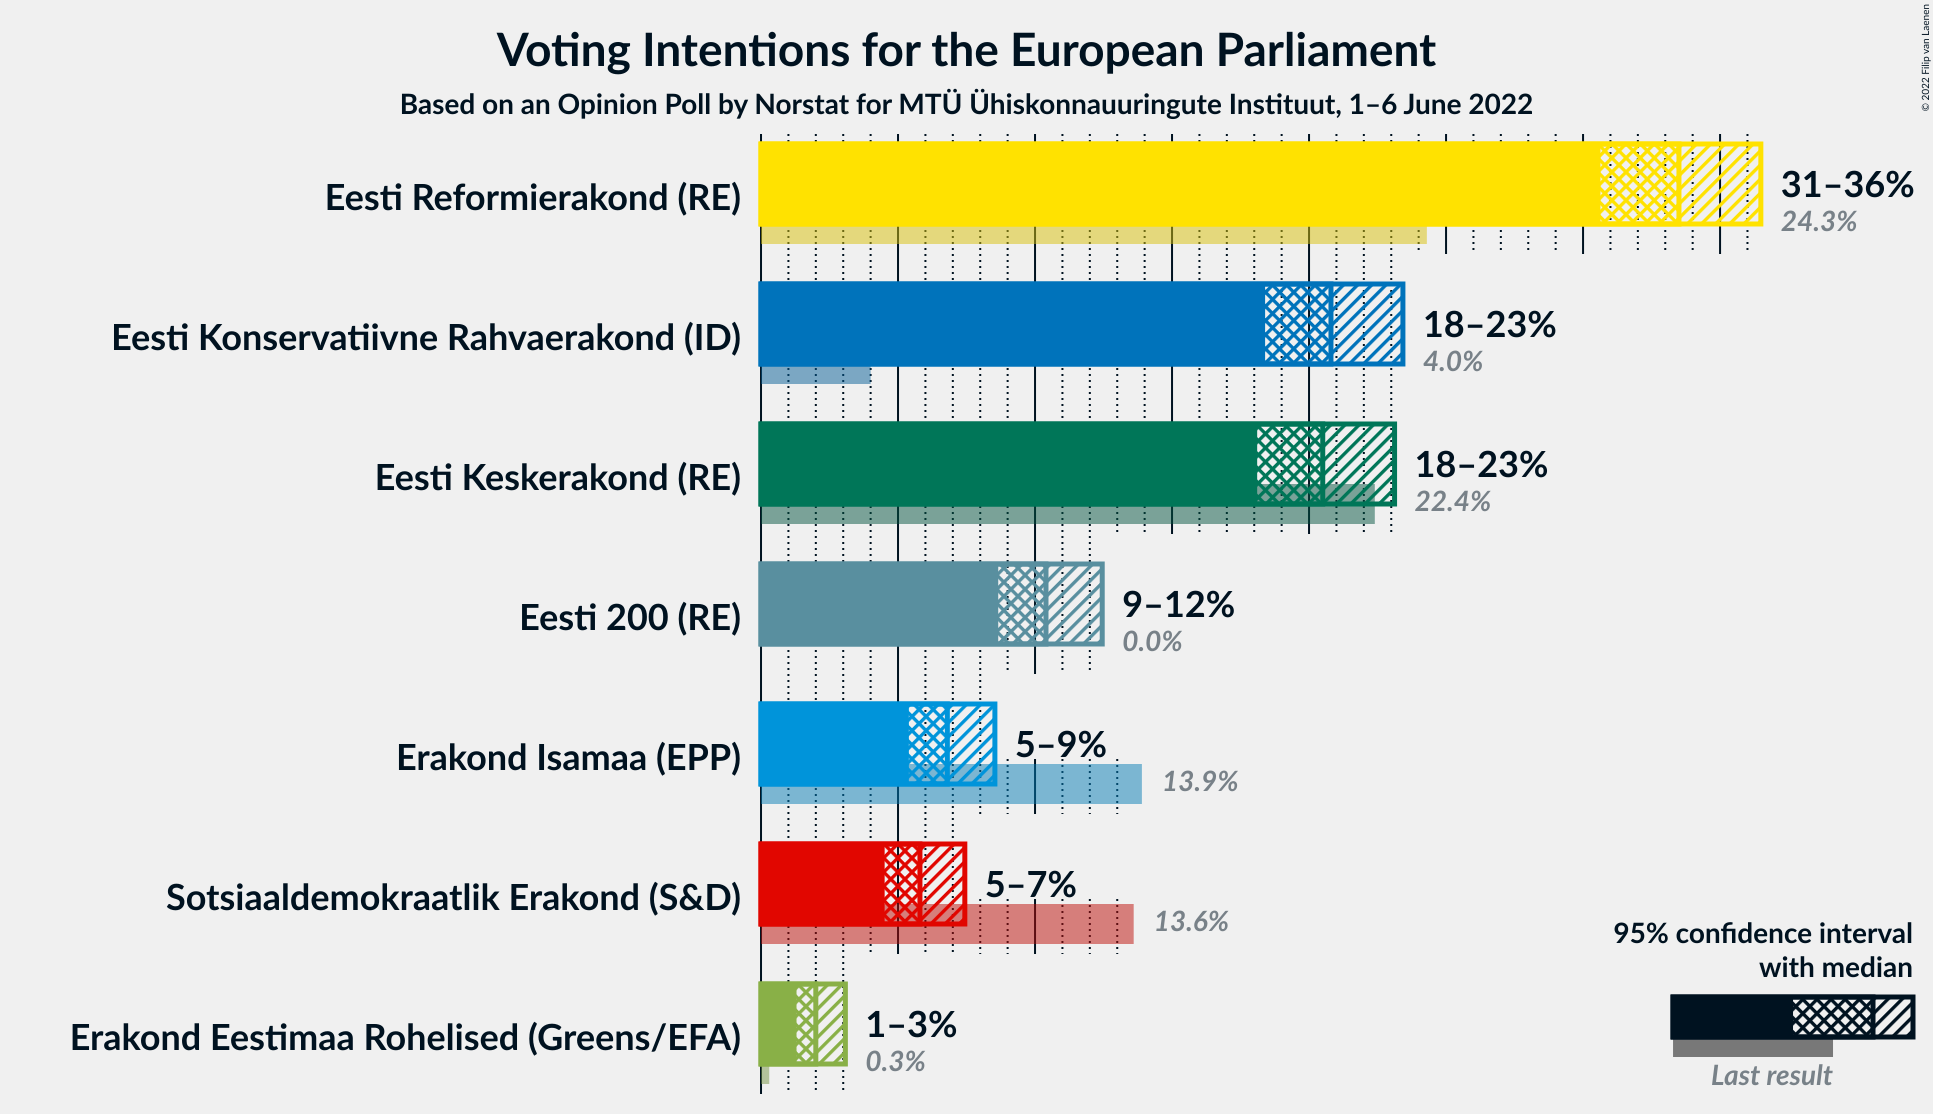 Voting Intentions for the European Parliament
Based on an Opinion Poll by Norstat for MTÜ Ühiskonnauuringute Instituut, 1–6 June 2022
© 2022 Filip van Laenen
Eesti Reformierakond (RE)
31–36%
24.3%
Eesti Konservatiivne Rahvaerakond (ID)
18–23%
4.0%
Eesti Keskerakond (RE)
18–23%
22.4%
Eesti 200 (RE)
9–12%
0.0%
Erakond Isamaa (EPP)
5–9%
13.9%
Sotsiaaldemokraatlik Erakond (S&D)
5–7%
13.6%
Erakond Eestimaa Rohelised (Greens/EFA)
1–3%
0.3%
95% confidence interval
with median
Last result